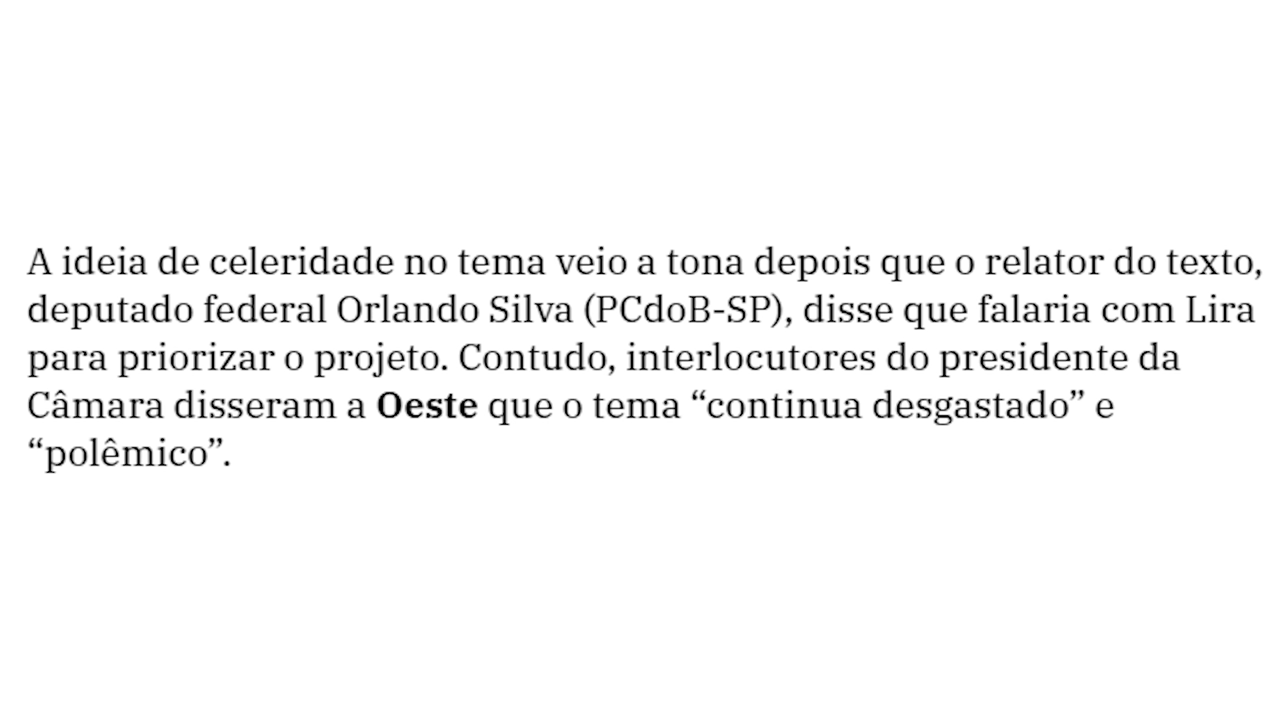 A ideia de celeridade no tema veio a tona depois que o relator do texto,
deputado federal Orlando Silva (PCdoB-SP), disse que falaria com Lira
para priorizar o projeto. Contudo, interlocutores do presidente da
Câmara disseram a Oeste que o tema “continua desgastado” e
“polêmico”.